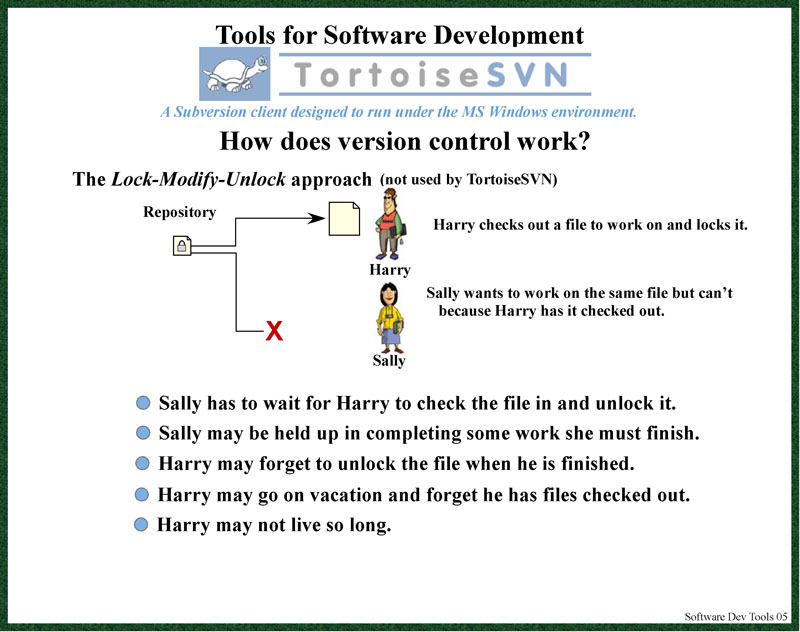 Tools for Software Development
TortoiseSVN
A Subversion client designed to run under the MS Windows environment.
How does version control work?
The Lock-Modify-Unlock approach (not used by TortoiseSVN)
Repository
Harry checks out a file to work on and locks it.
Harry
Sally wants to work on the same file but can't
because Harry has it checked out.
X
Sally
Sally has to wait for Harry to check the file in and unlock it.
Sally may be held up in completing some work she must finish.
Harry may forget to unlock the file when he is finished.
Harry may go on vacation and forget he has files checked out.
Harry may not live so long.
Software Dev Tools 05